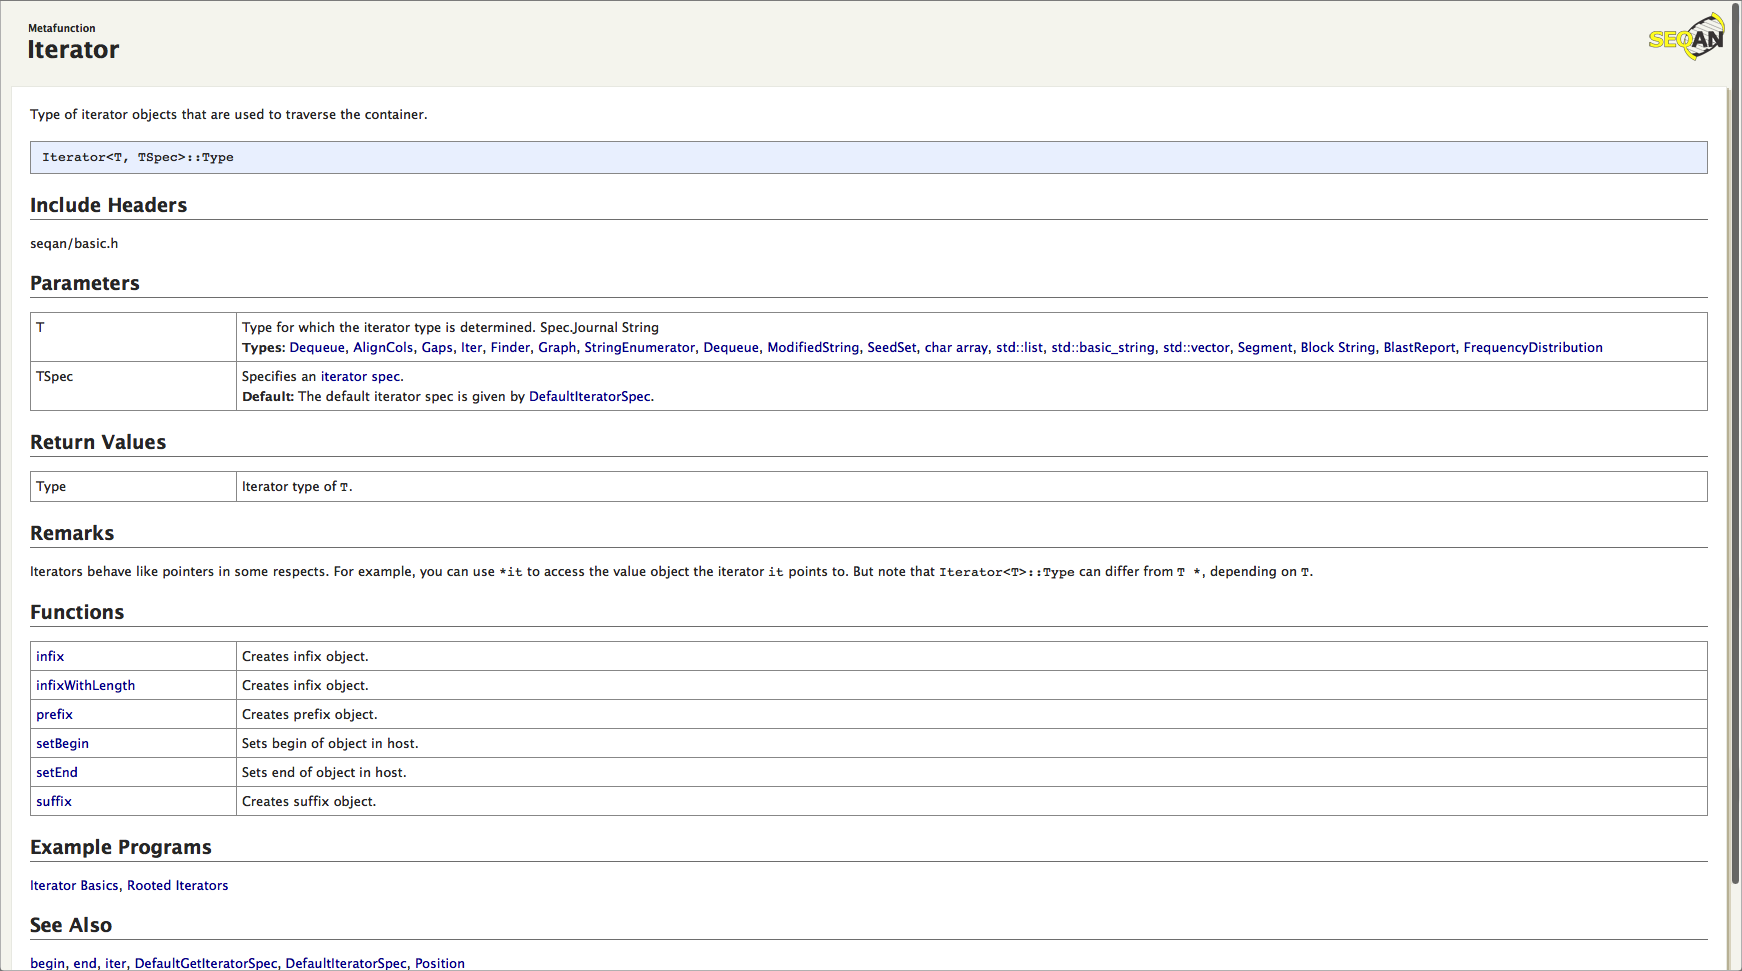 Metafunction
Iterator
SEQAN
Type of iterator objects that are used to traverse the container.
Iterator<T, TSpec>::Type
Include Headers
seqan/basic.h
Parameters
T
Type for which the iterator type is determined. Spec.Journal String
Types: Dequeue, AlignCols, Gaps, Iter, Finder, Graph, StringEnumerator, Dequeue, ModifiedString, SeedSet, char array, std::list, std::basic_string, std::vector, Segment, Block String, BlastReport, FrequencyDistribution
TSpec
Specifies an iterator spec.
Default: The default iterator spec is given by DefaultIteratorSpec.
Return Values
Type
Iterator type of T.
Remarks
Iterators behave like pointers in some respects. For example, you can use *it to access the value object the iterator it points to. But note that Iterator<T>::Type can differ from T *, depending on T.
Functions
infix
Creates infix object.
infixWithLength
Creates infix object.
prefix
Creates prefix object.
setBegin
Sets begin of object in host.
setEnd
Sets end of object in host.
suffix
Creates suffix object.
Example Programs
Iterator Basics, Rooted Iterators
See Also
begin, end, iter, DefaultGetIteratorSpec, DefaultIteratorSpec, Position